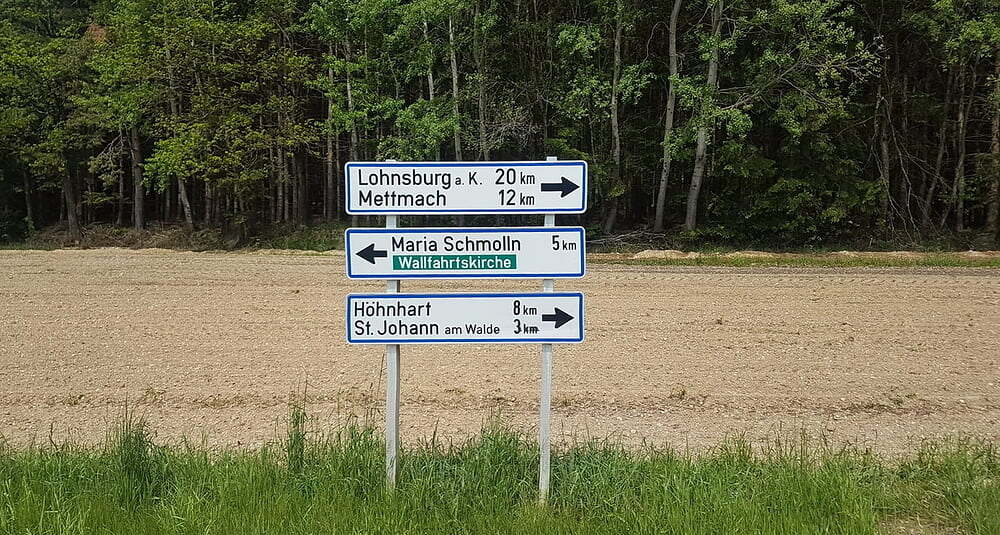 Lohnsburg a. K. 20 km
Mettmach 12 km
Maria Schmolln 5 km
Wallfahrtskirche
Höhnhart 8 km
St. Johann am Walde 3 km